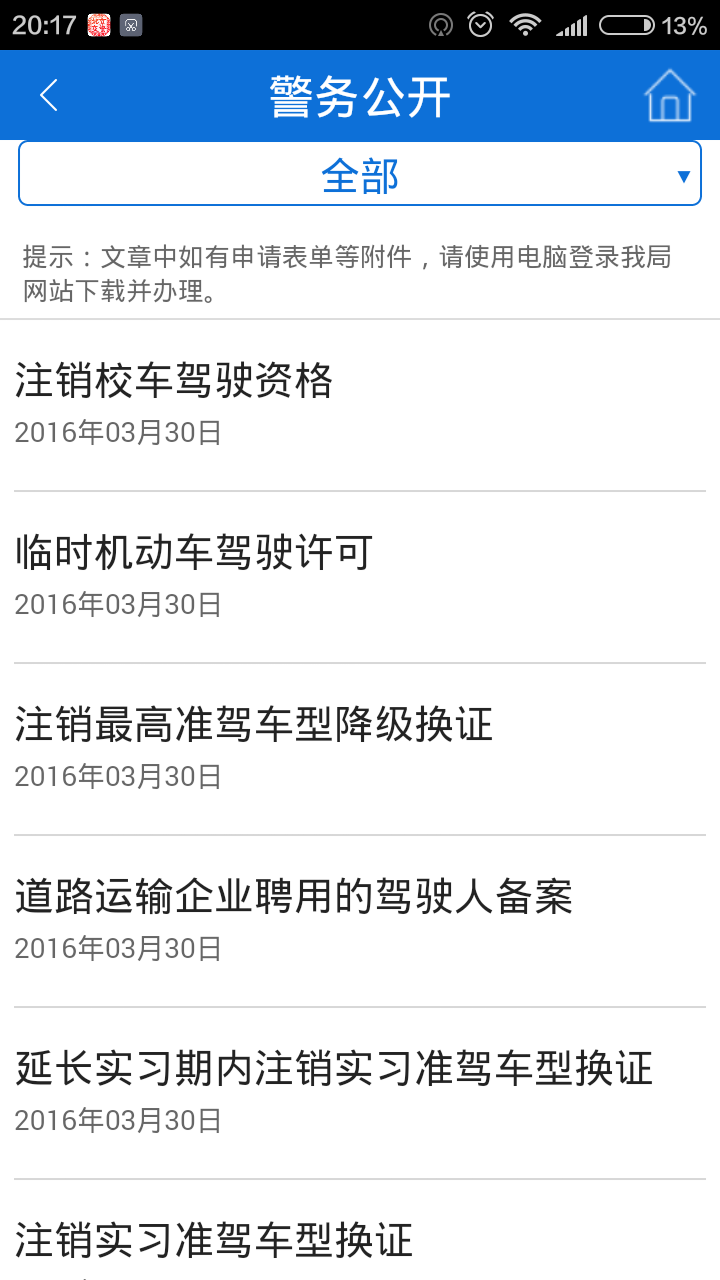 20:17
13%
警务公开
全部
▼
提示：文章中如有申请表单等附件，请使用电脑登录我局
网站下载并办理。
注销校车驾驶资格
2016年03月30日
临时机动车驾驶许可
2016年03月30日
注销最高准驾车型降级换证
2016年03月30日
道路运输企业聘用的驾驶人备案
2016年03月30日
延长实习期内注销实习准驾车型换证
2016年03月30日
注销实习准驾车型换证